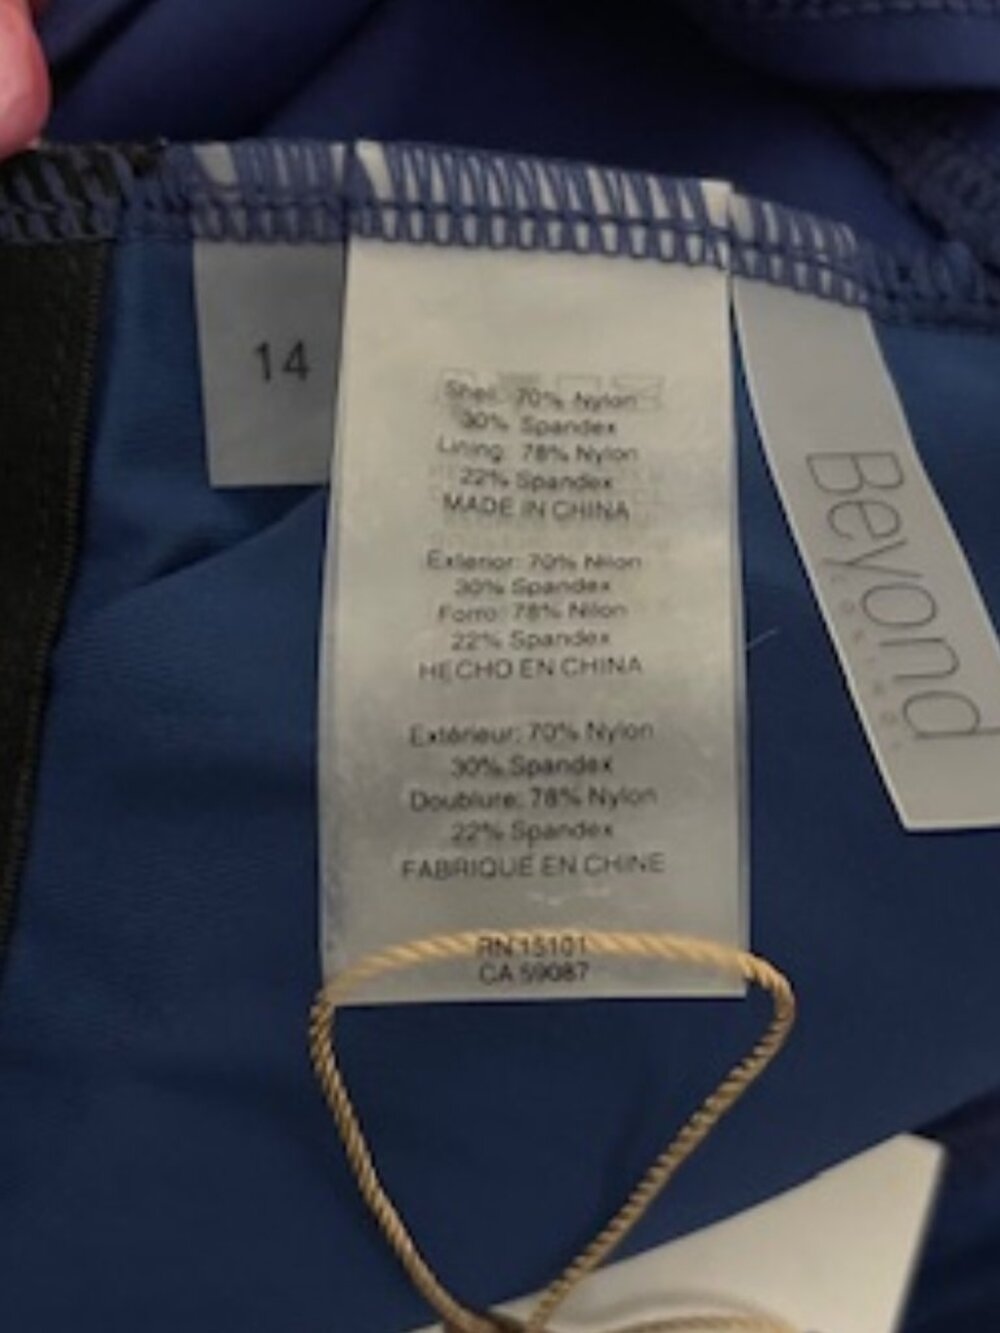 14
Shell: 70% Nylon
30% Spandex
Lining: 78% Nylon
22% Spandex
MADE IN CHINA
Exterior: 70% Nilon
30% Spandex
Forro: 78% Nilon
22% Spandex
HECHO EN CHINA
Extérieur: 70% Nylon
30% Spandex
Doublure: 78% Nylon
22% Spandex
FABRIQUÉ EN CHINE
RN 15101
CA 59087
Beyond